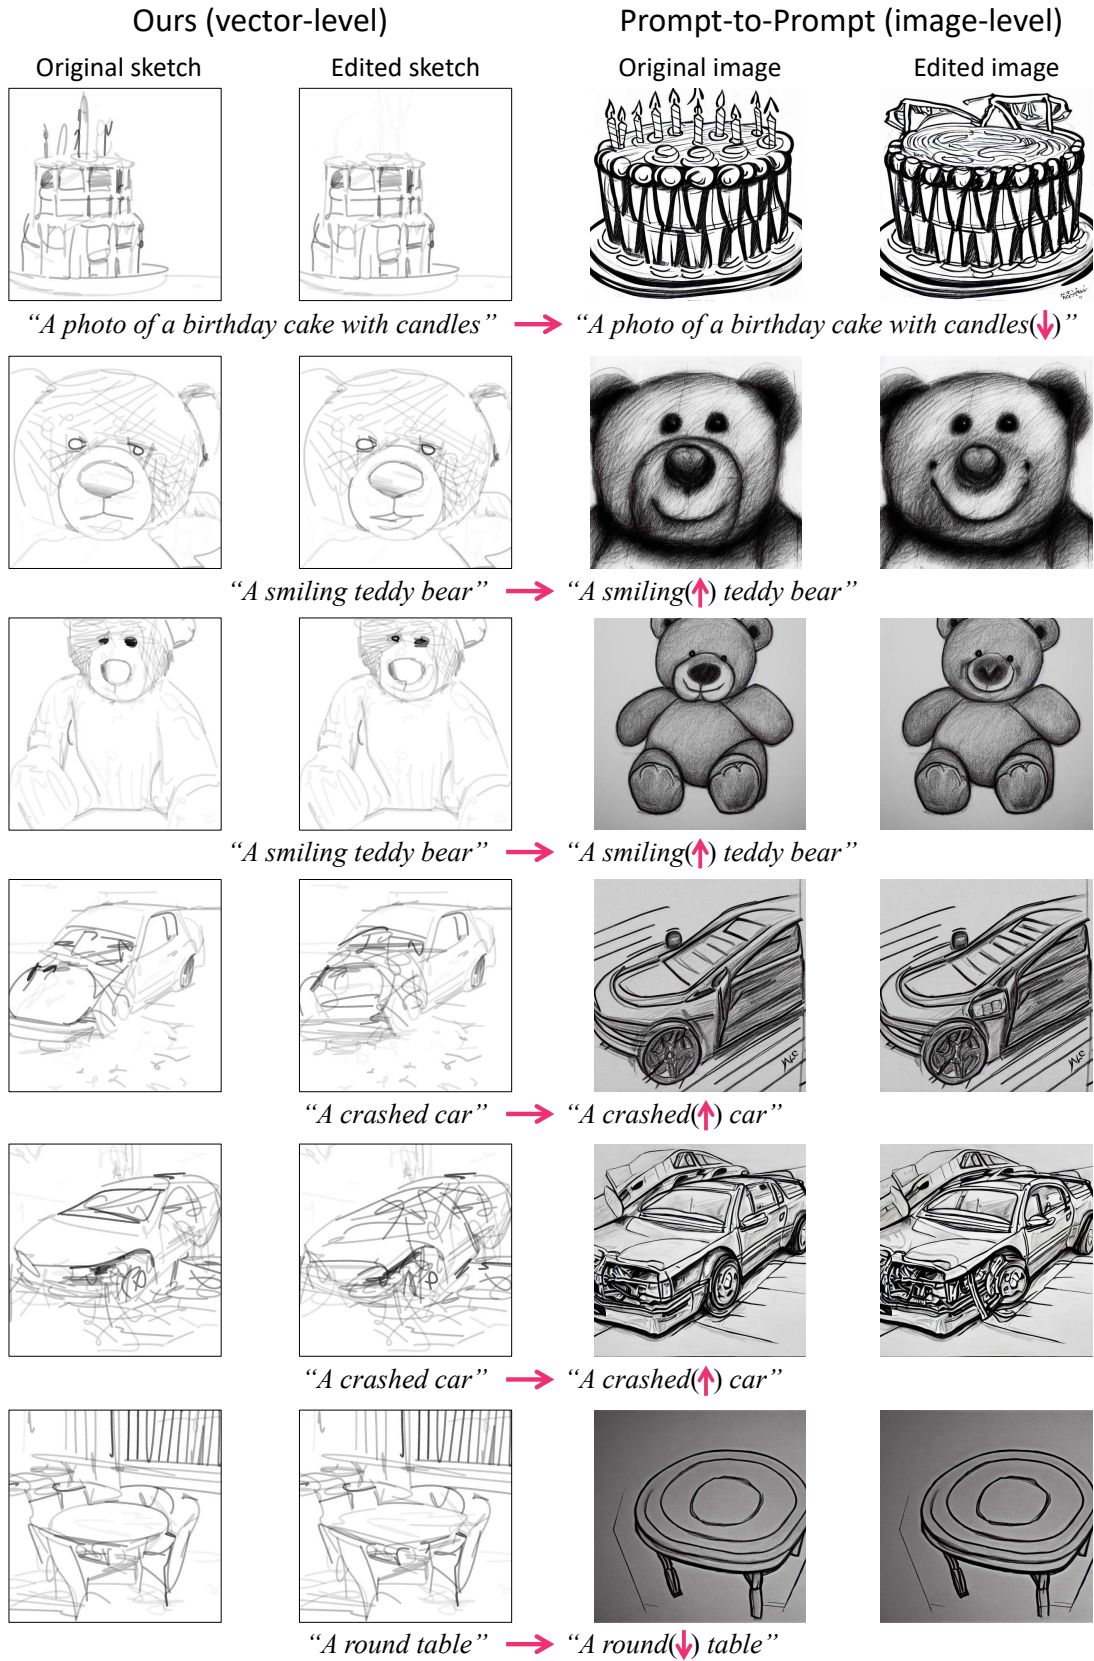 Ours (vector-level) Prompt-to-Prompt (image-level)
Original sketch Edited sketch Original image Edited image
“A photo of a birthday cake with candles” → “A photo of a birthday cake with candles(↓)”
“A smiling teddy bear” → “A smiling(↑) teddy bear”
“A smiling teddy bear” → “A smiling(↑) teddy bear”
“A crashed car” → “A crashed(↑) car”
“A crashed car” → “A crashed(↑) car”
“A round table” → “A round(↓) table”